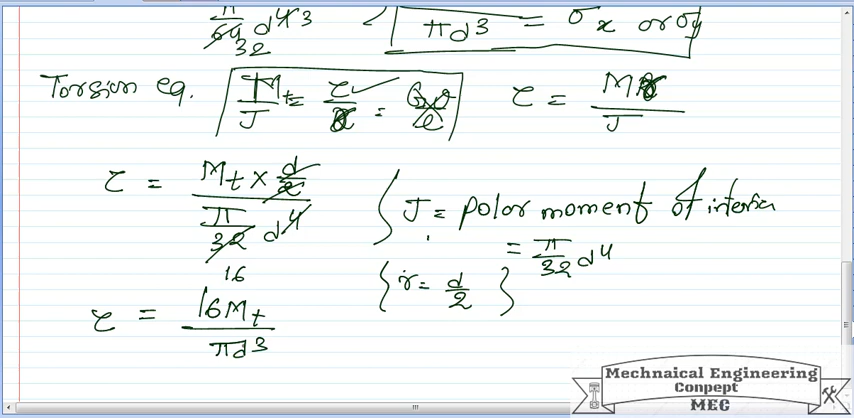 π/64 d⁴ 3
32
πd³ = σx or σy
Torsion eq. Mt/J = τ/r = Gθ/l τ = Mr/J
τ = Mt × d/2 / π/32 d⁴
16
{ J = polar moment of intersia
= π/32 d⁴
{ r = d/2 }
τ = 16Mt / πd³
Mechnaical Engineering
Conpept
MEC